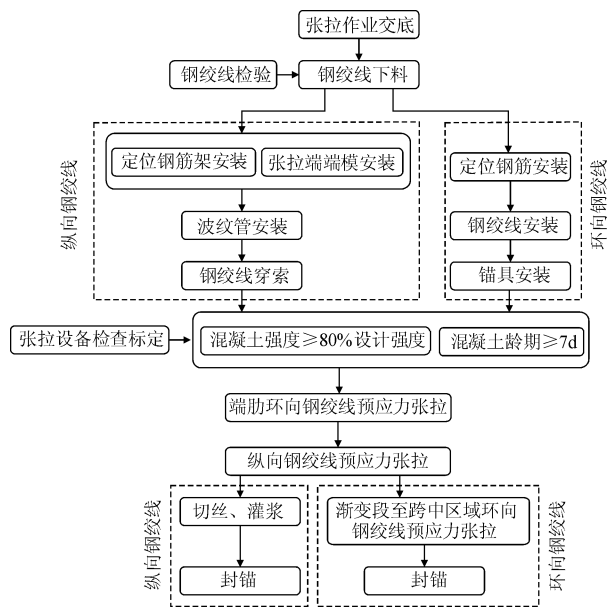 张拉作业交底
钢绞线检验
钢绞线下料
纵向钢绞线
定位钢筋架安装
张拉端端模安装
波纹管安装
钢绞线穿索
定位钢筋安装
钢绞线安装
锚具安装
环向钢绞线
张拉设备检查标定
混凝土强度≥80%设计强度
混凝土龄期≥7d
端肋环向钢绞线预应力张拉
纵向钢绞线预应力张拉
纵向钢绞线
切丝、灌浆
封锚
渐变段至跨中区域环向
钢绞线预应力张拉
封锚
环向钢绞线